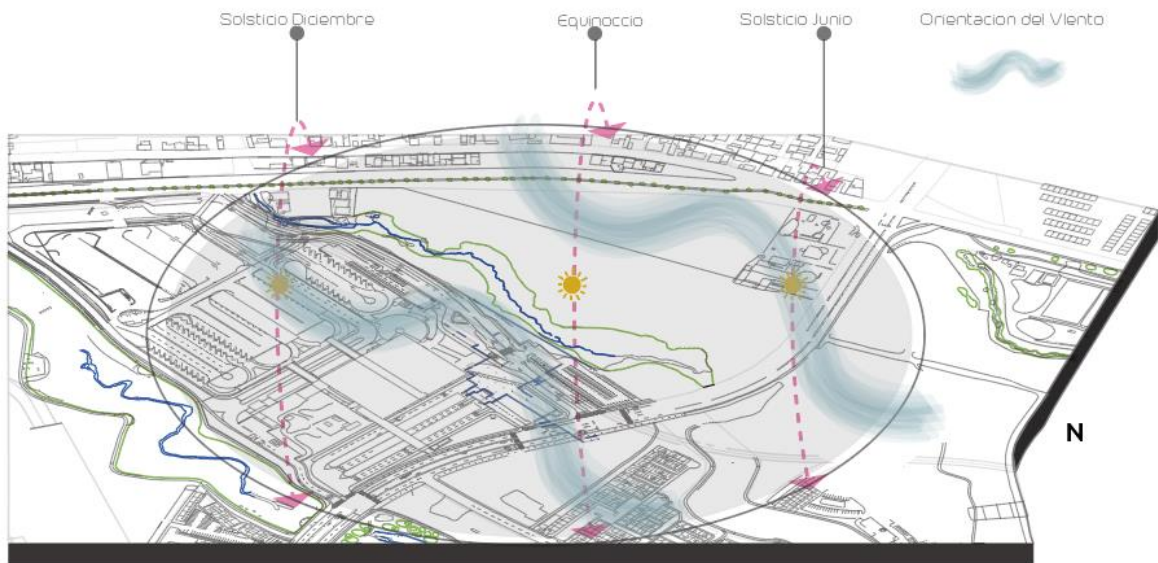 Solsticio Diciembre
Equinoccio
Solsticio Junio
Orientacion del VIento
N